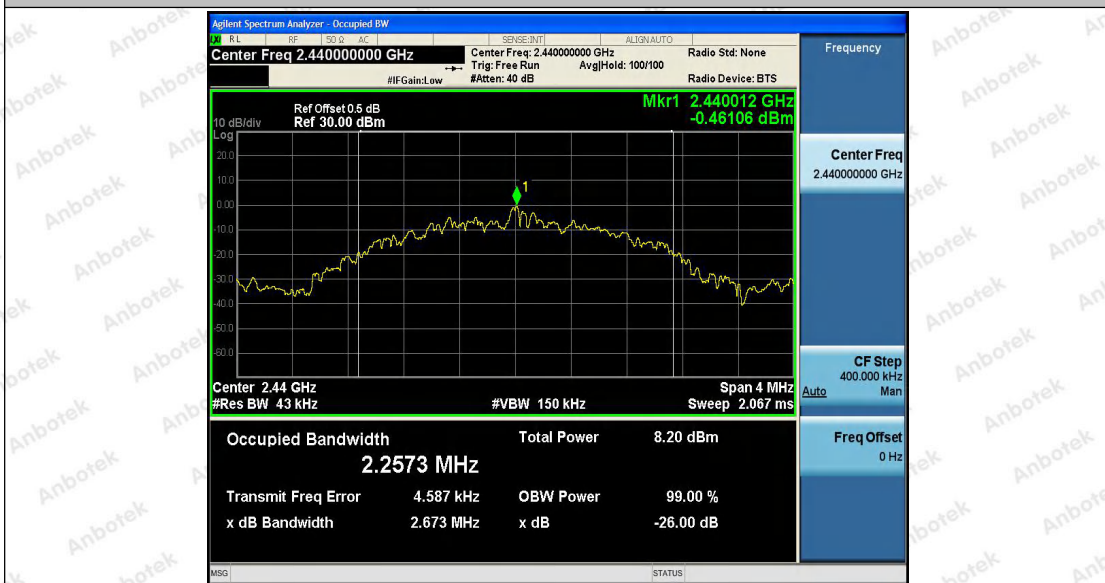 Agilent Spectrum Analyzer - Occupied BW
RL RF 50 Ω AC SENSE:INT ALIGN AUTO
Center Freq 2.440000000 GHz
Center Freq: 2.440000000 GHz Radio Std: None
Trig: Free Run Avg|Hold: 100/100
#IFGain:Low #Atten: 40 dB Radio Device: BTS
Ref Offset 0.5 dB
10 dB/div Ref 30.00 dBm
Mkr1 2.440012 GHz
-0.46106 dBm
Log
20.0
10.0
0.00
-10.0
-20.0
-30.0
-40.0
-50.0
-60.0
1
Center 2.44 GHz Span 4 MHz
#Res BW 43 kHz #VBW 150 kHz Sweep 2.067 ms
Occupied Bandwidth Total Power 8.20 dBm
2.2573 MHz
Transmit Freq Error 4.587 kHz OBW Power 99.00 %
x dB Bandwidth 2.673 MHz x dB -26.00 dB
MSG STATUS
Frequency
Center Freq
2.440000000 GHz
CF Step
400.000 kHz
Auto Man
Freq Offset
0 Hz
Anbotek